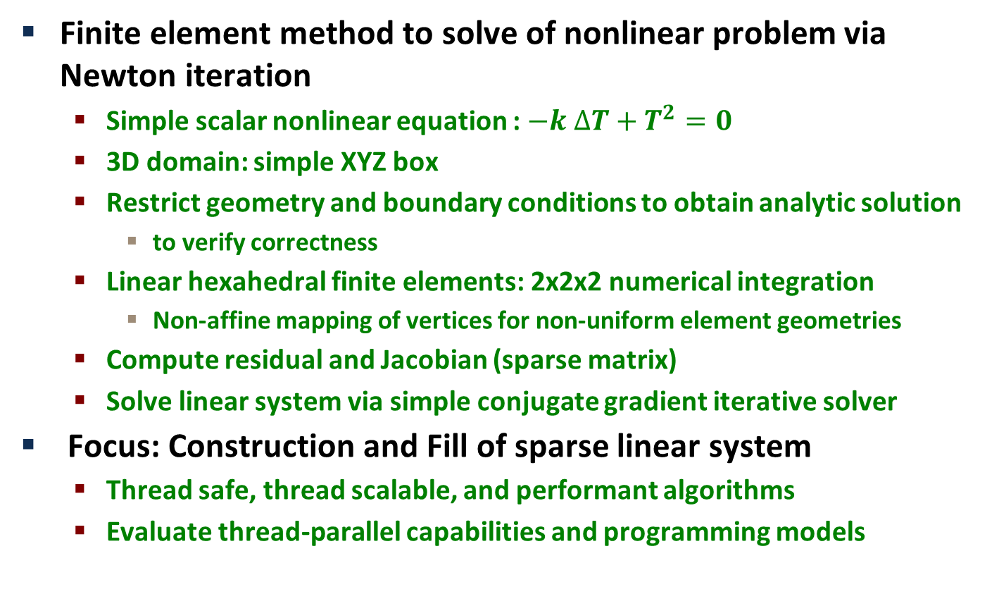 ▪ Finite element method to solve of nonlinear problem via
Newton iteration
▪ Simple scalar nonlinear equation : −k ΔT + T² = 0
▪ 3D domain: simple XYZ box
▪ Restrict geometry and boundary conditions to obtain analytic solution
▪ to verify correctness
▪ Linear hexahedral finite elements: 2x2x2 numerical integration
▪ Non-affine mapping of vertices for non-uniform element geometries
▪ Compute residual and Jacobian (sparse matrix)
▪ Solve linear system via simple conjugate gradient iterative solver
▪ Focus: Construction and Fill of sparse linear system
▪ Thread safe, thread scalable, and performant algorithms
▪ Evaluate thread-parallel capabilities and programming models